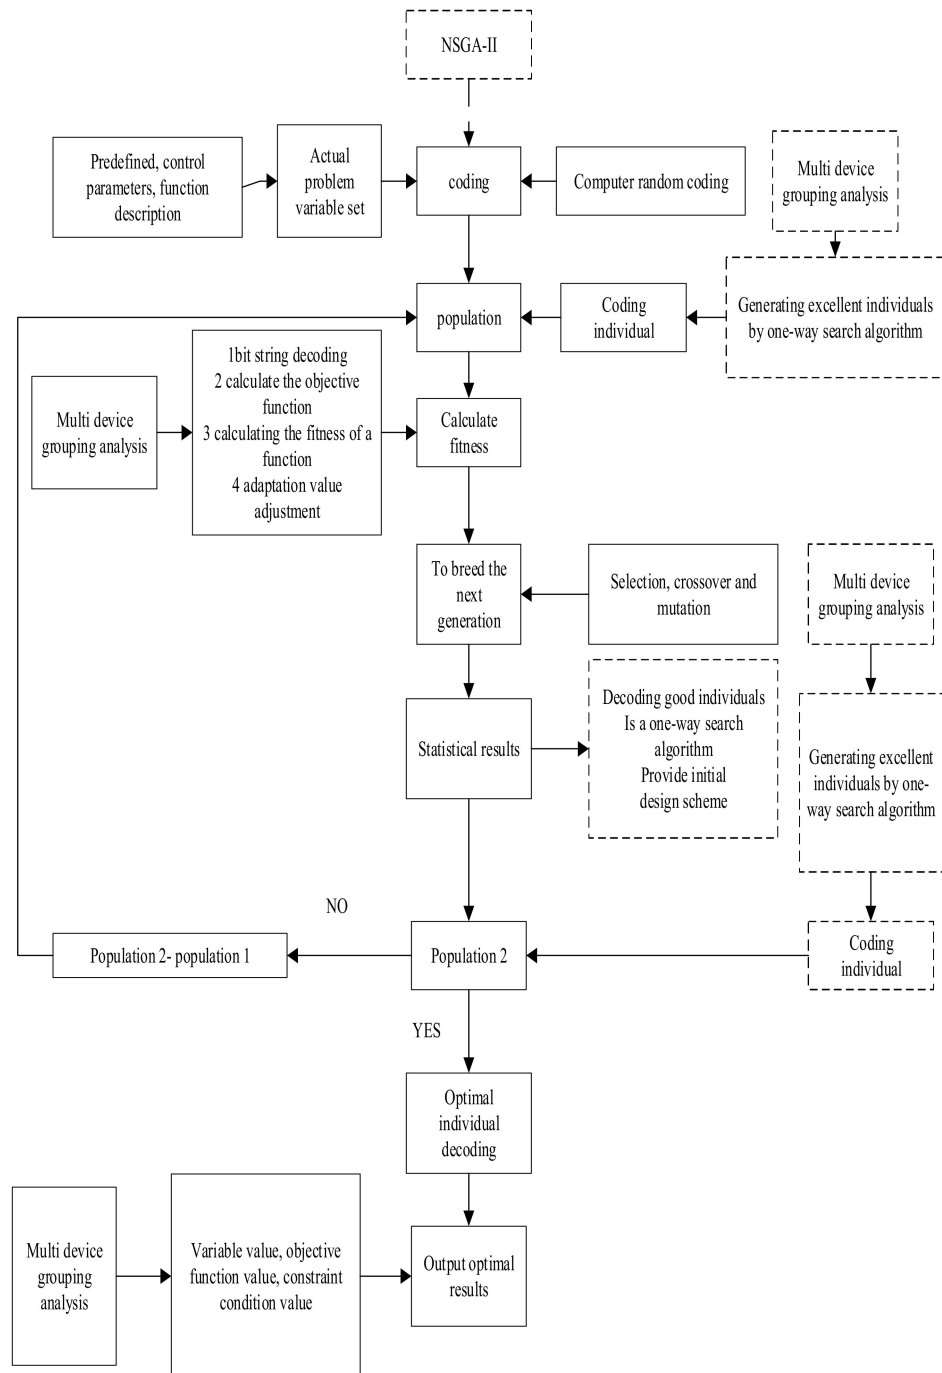 NSGA-II
Predefined, control
parameters, function
description
Actual
problem
variable set
coding
Computer random coding
Multi device
grouping analysis
population
Coding
individual
Generating excellent individuals
by one-way search algorithm
Multi device
grouping analysis
1bit string decoding
2 calculate the objective
function
3 calculating the fitness of a
function
4 adaptation value
adjustment
Calculate
fitness
To breed the
next
generation
Selection, crossover and
mutation
Multi device
grouping analysis
Statistical results
Decoding good individuals
Is a one-way search
algorithm
Provide initial
design scheme
Generating excellent
individuals by one-
way search algorithm
NO
Population 2- population 1
Population 2
Coding
individual
YES
Optimal
individual
decoding
Multi device
grouping
analysis
Variable value, objective
function value, constraint
condition value
Output optimal
results